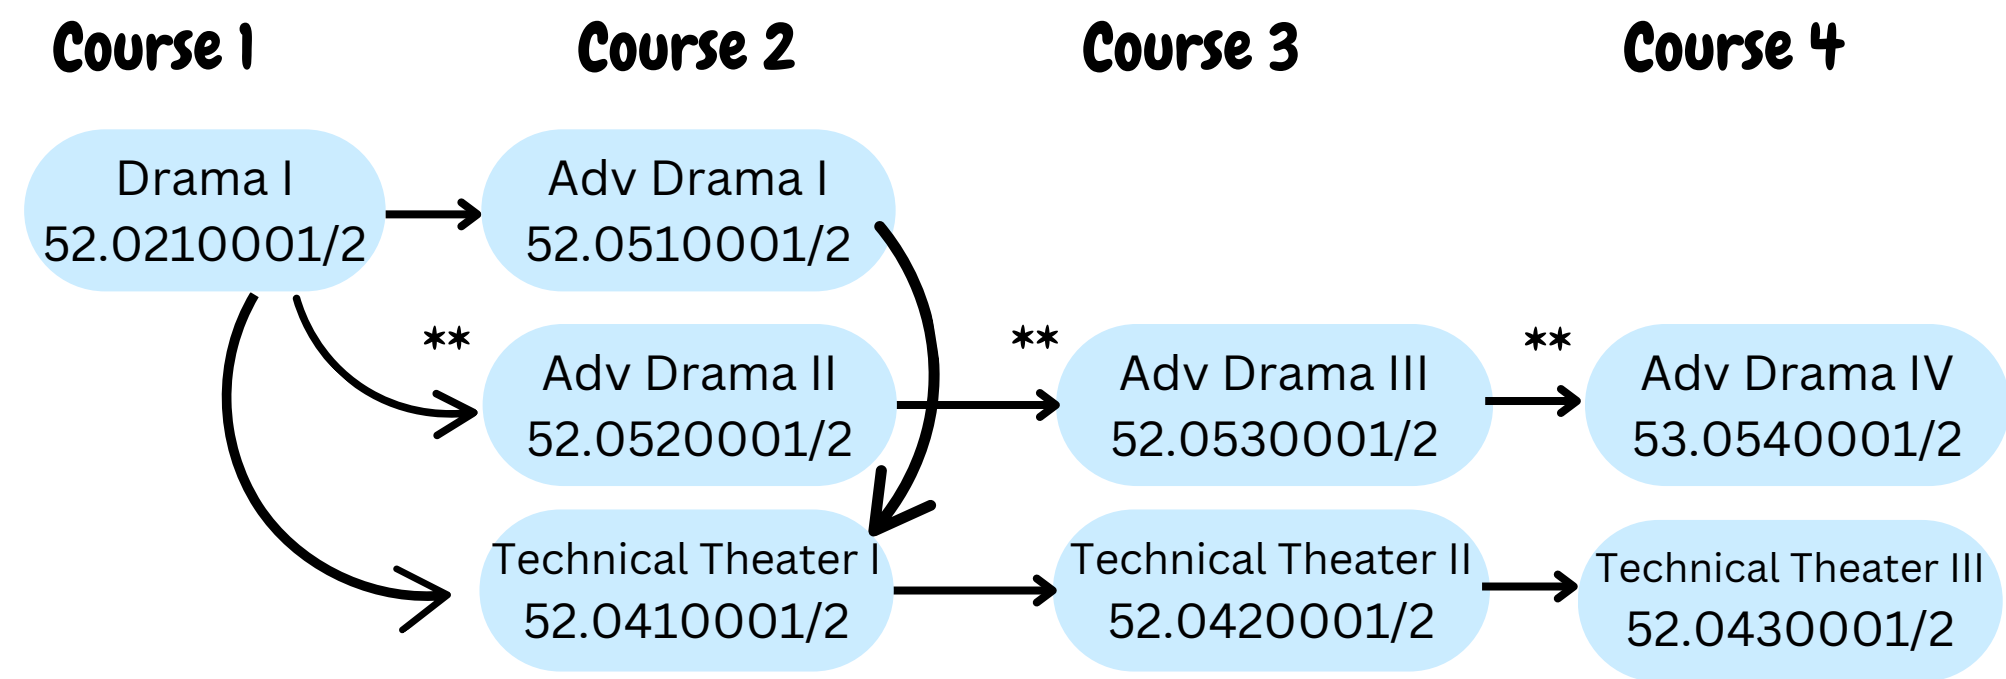 Course 1
Course 2
Course 3
Course 4
Drama I
52.0210001/2
Adv Drama I
52.0510001/2
**
Adv Drama II
52.0520001/2
**
Adv Drama III
52.0530001/2
**
Adv Drama IV
53.0540001/2
Technical Theater I
52.0410001/2
Technical Theater II
52.0420001/2
Technical Theater III
52.0430001/2